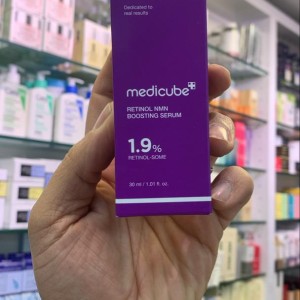 Dedicated to
real results
medicube
RETINOL NMN
BOOSTING SERUM
1.9%
RETINOL-SOME
30 ml / 1.01 fl. oz.